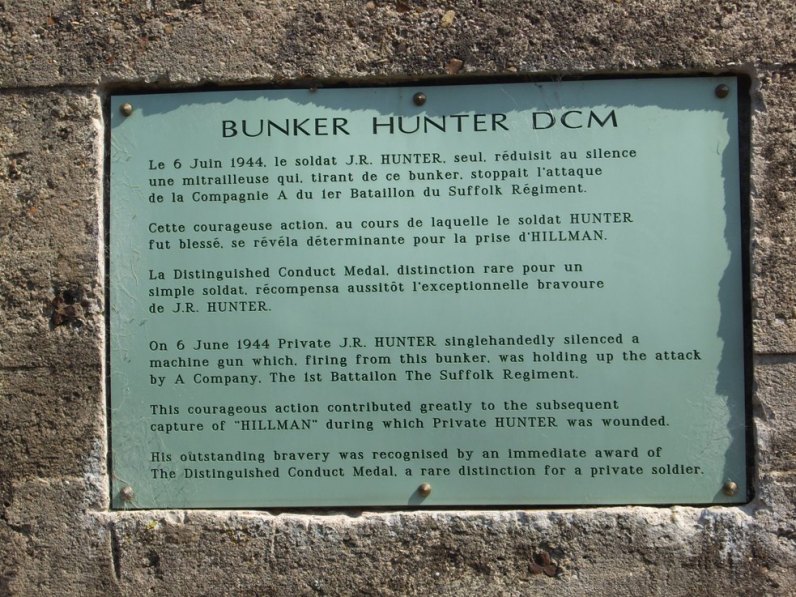 BUNKER HUNTER DCM
Le 6 Juin 1944, le soldat J.R. HUNTER, seul, réduisit au silence
une mitrailleuse qui, tirant de ce bunker, stoppait l'attaque
de la Compagnie A du 1er Bataillon du Suffolk Régiment.
Cette courageuse action, au cours de laquelle le soldat HUNTER
fut blessé, se révéla déterminante pour la prise d'HILLMAN.
La Distinguished Conduct Medal, distinction rare pour un
simple soldat, récompensa aussitôt l'exceptionnelle bravoure
de J.R. HUNTER.
On 6 June 1944 Private J.R. HUNTER singlehandedly silenced a
machine gun which, firing from this bunker, was holding up the attack
by A Company, The 1st Battailon The Suffolk Regiment.
This courageous action contributed greatly to the subsequent
capture of "HILLMAN" during which Private HUNTER was wounded.
His outstanding bravery was recognised by an immediate award of
The Distinguished Conduct Medal, a rare distinction for a private soldier.